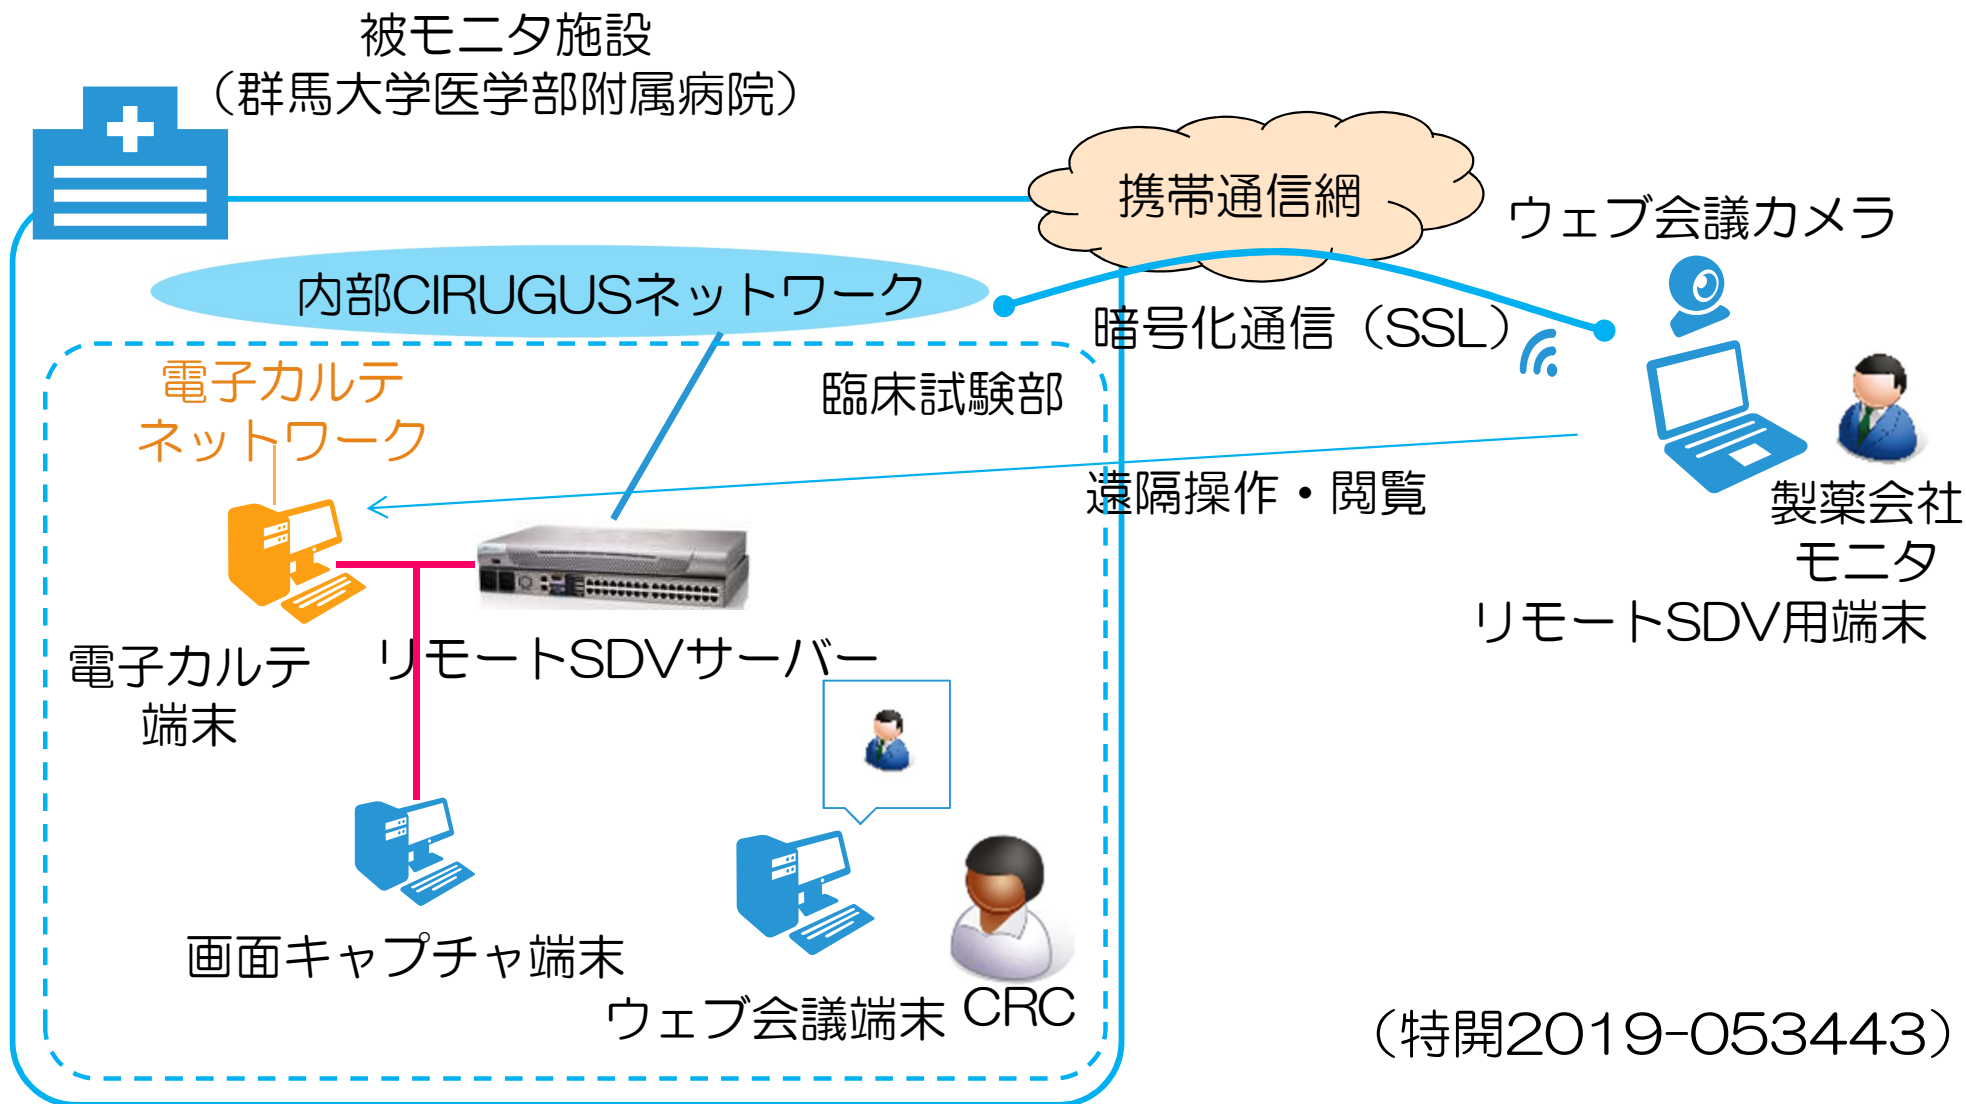 被モニタ施設
（群馬大学医学部附属病院）
携帯通信網
ウェブ会議カメラ
内部CIRUGUSネットワーク
暗号化通信（SSL）
電子カルテ
ネットワーク
臨床試験部
遠隔操作・閲覧
製薬会社
モニタ
リモートSDV用端末
電子カルテ
端末
リモートSDVサーバー
画面キャプチャ端末
ウェブ会議端末
CRC
（特開2019-053443）